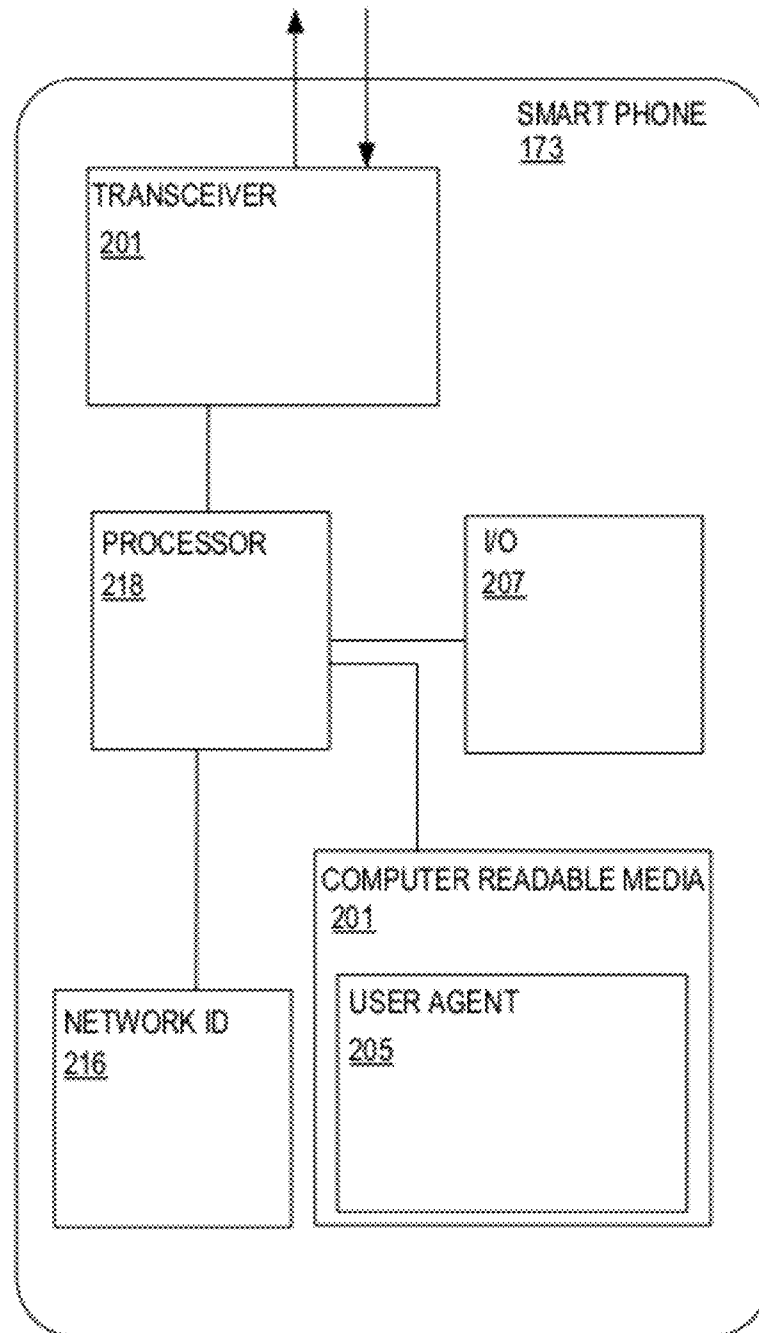 SMART PHONE
173
TRANSCEIVER
201
PROCESSOR
218
I/O
207
COMPUTER READABLE MEDIA
201
USER AGENT
205
NETWORK ID
216